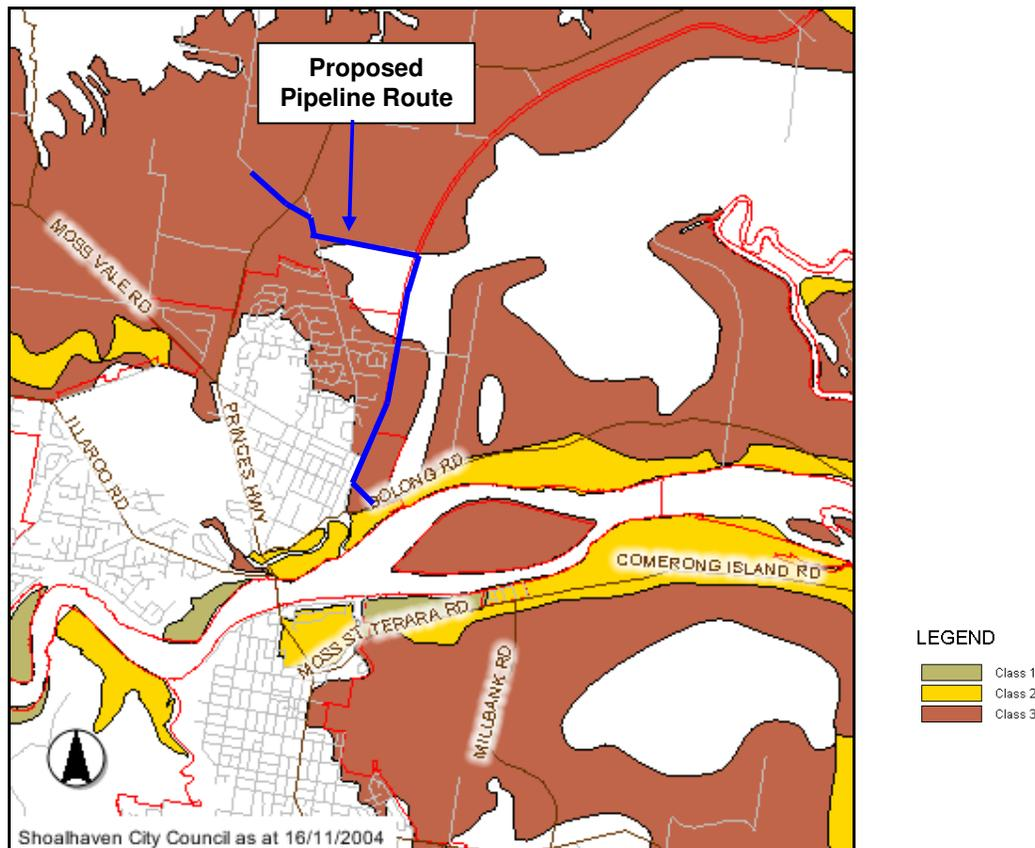 Proposed
Pipeline Route
MOSS VALE RD
ILLAROO RD
PRINCES HWY
BOLONG RD
COMERONG ISLAND RD
MOSS ST
TERARA RD
MILLBANK RD
LEGEND
Class 1
Class 2
Class 3
Shoalhaven City Council as at 16/11/2004